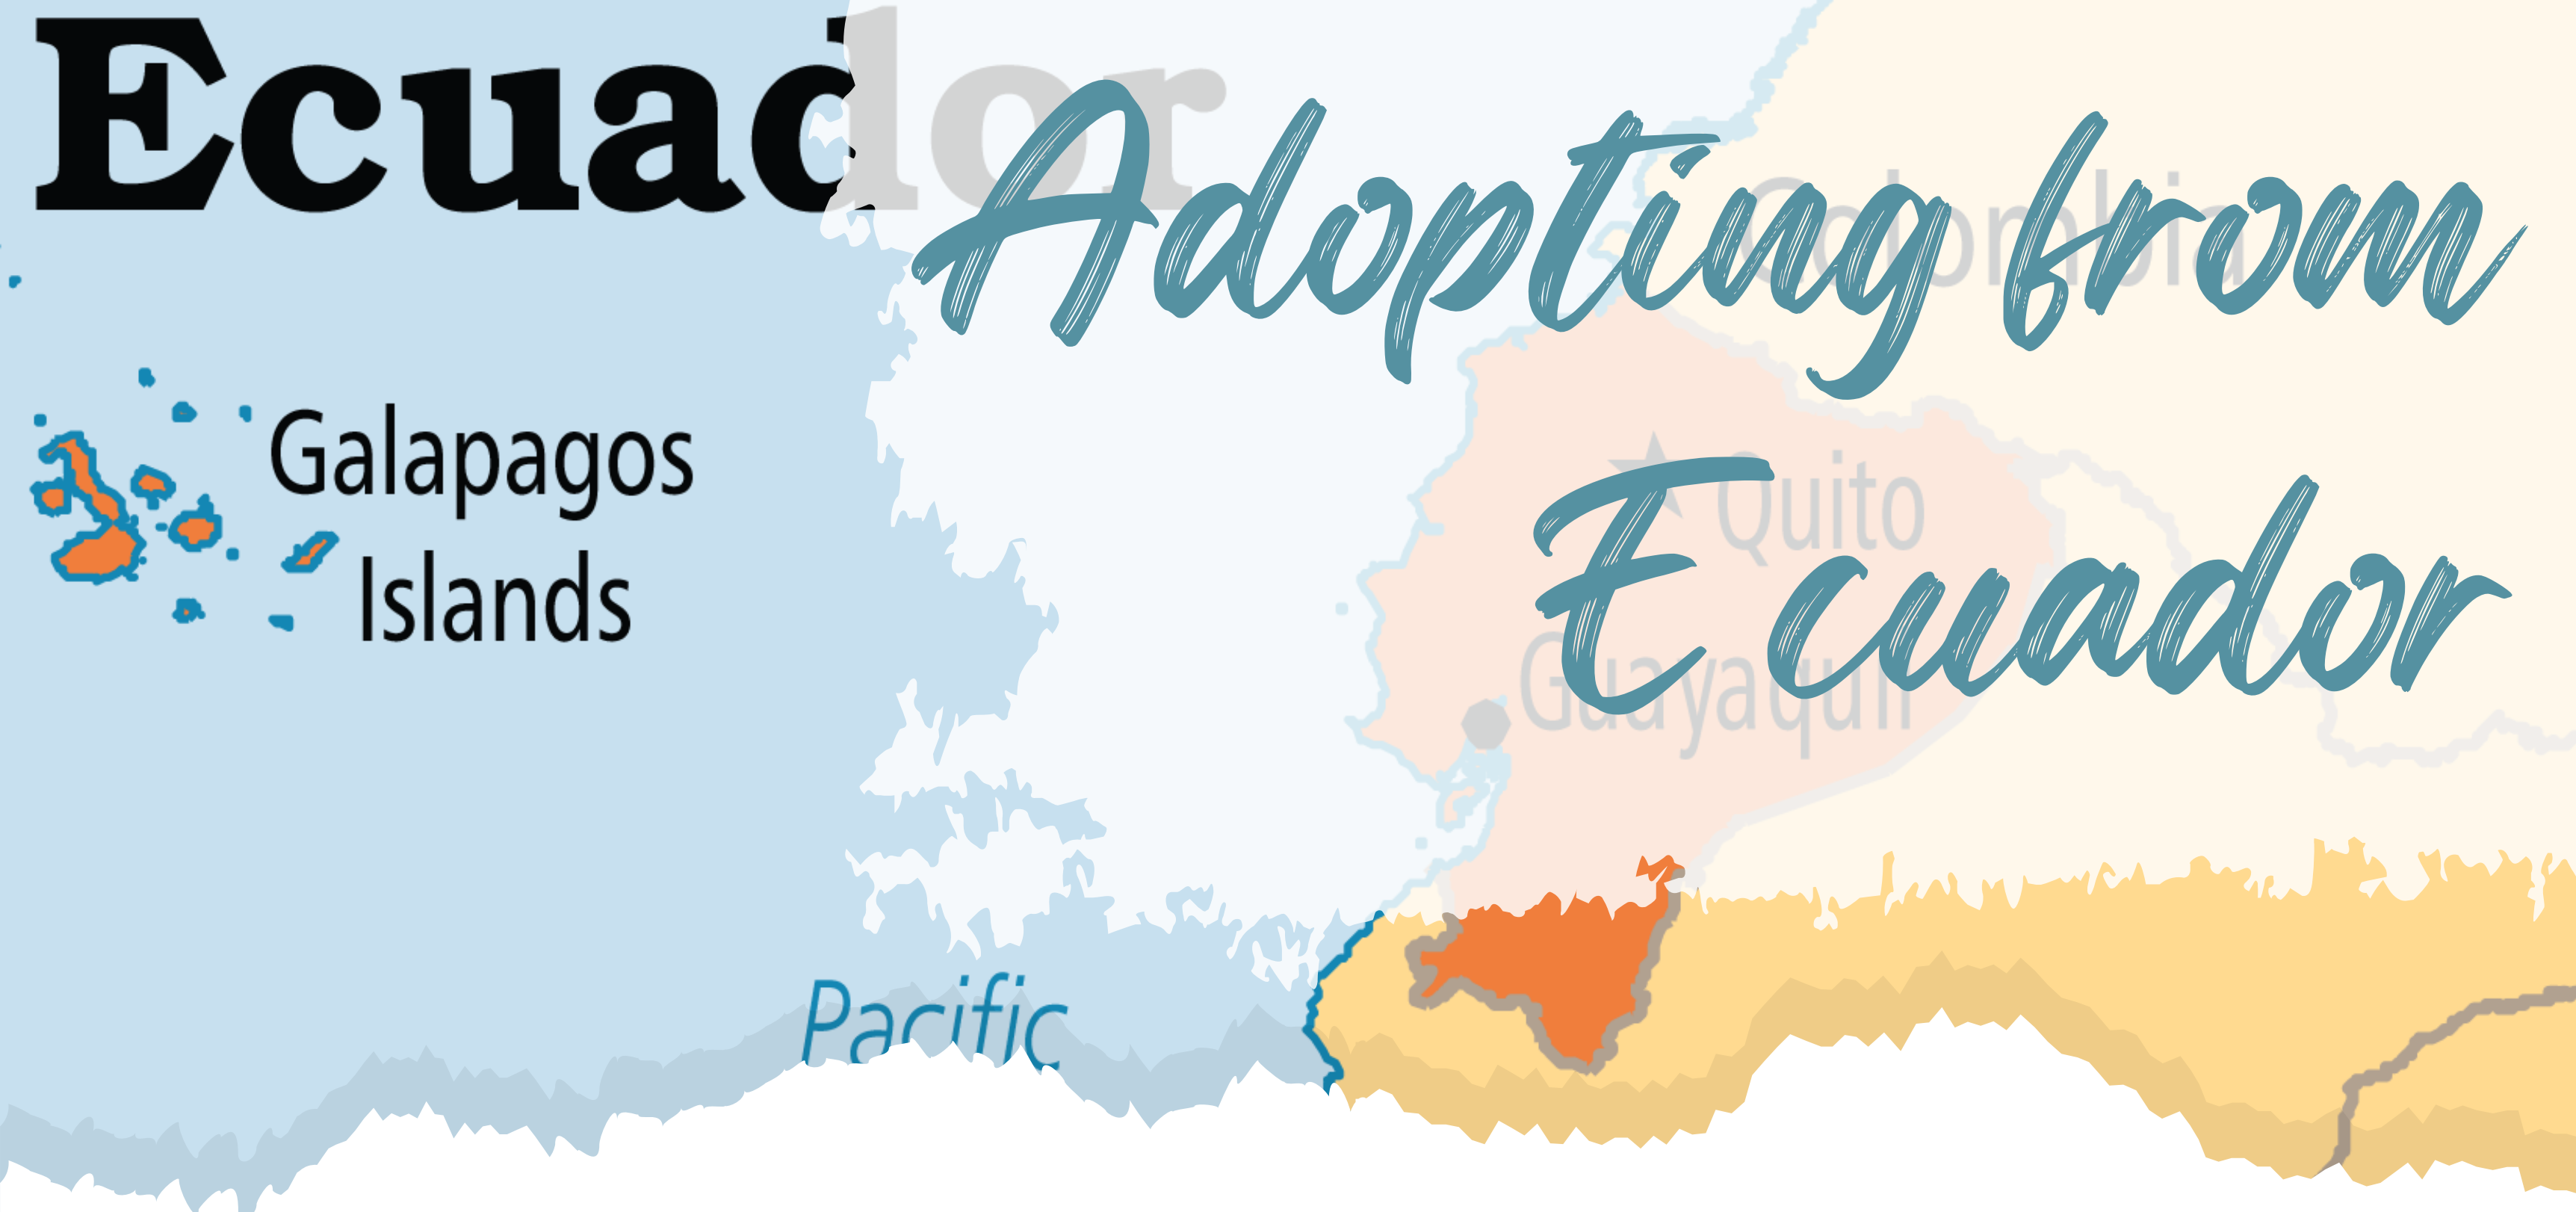 Ecuador
Adopting from
Ecuador
Colombia
Quito
Guayaquil
Galapagos
Islands
Pacific